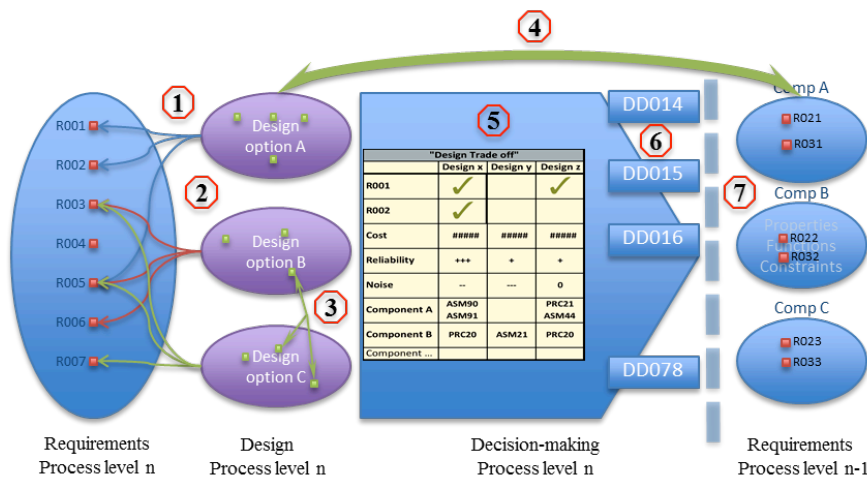 4
Comp A
1
R001
R002
R003
R004
R005
R006
R007
2
Design
option A
Design
option B
3
Design
option C
5
"Design Trade off"
Design x Design y Design z
R001
R002
Cost ##### ##### #####
Reliability +++ + +
Noise -- --- 0
Component A ASM90 PRC21
ASM91 ASM44
Component B PRC20 ASM21 PRC20
Component ...
DD014
6
DD015
DD016
DD078
7
R021
R031
Comp B
Properties
Functions
Constraints
R022
R032
Comp C
R023
R033
Requirements
Process level n
Design
Process level n
Decision-making
Process level n
Requirements
Process level n-1